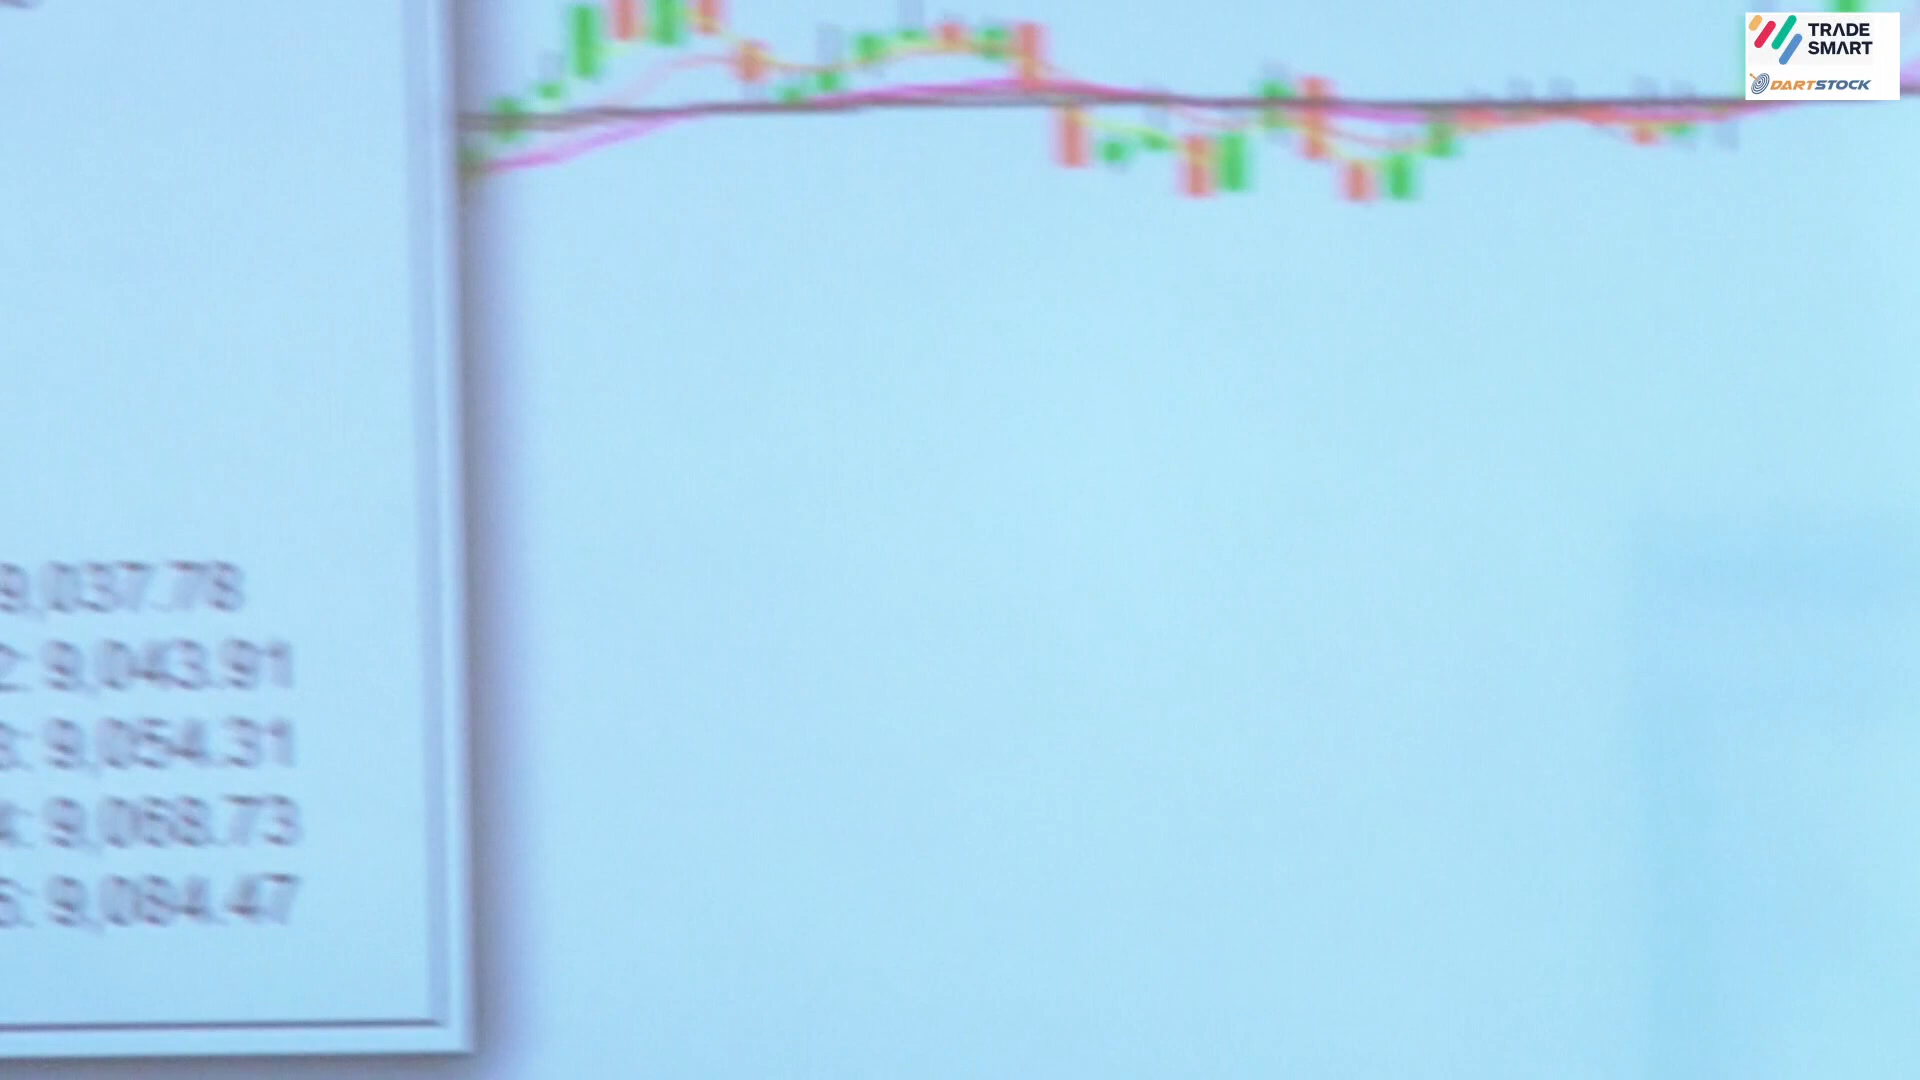 TRADE
SMART
DARTSTOCK
9,037.78
2: 9,043.91
3: 9,054.31
4: 9,068.73
5: 9,084.47